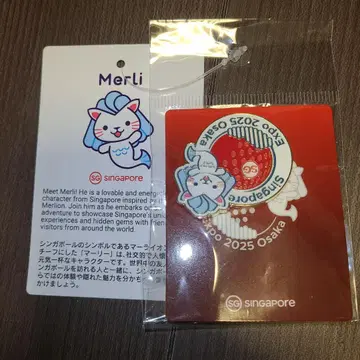 Merli
SG SINGAPORE
Meet Merli! He is a lovable and
character from Singapore inspired
Merlion. Join him as he embarks o
adventure to showcase Singapore's
experiences and hidden gems with
visitors from around the world.
シンガポールのシンボルであるマーライオ
チーフにした「マーリー」は、社交的で人懐
元気一杯なキャラクターです。世界中の
ガポールを訪れる人と一緒に、シンガポ
らではの体験や隠れた魅力を分かち
かけましょう。
Expo 2025 Osaka
Singapore
SG
Expo 2025 Osaka
SG SINGAPORE